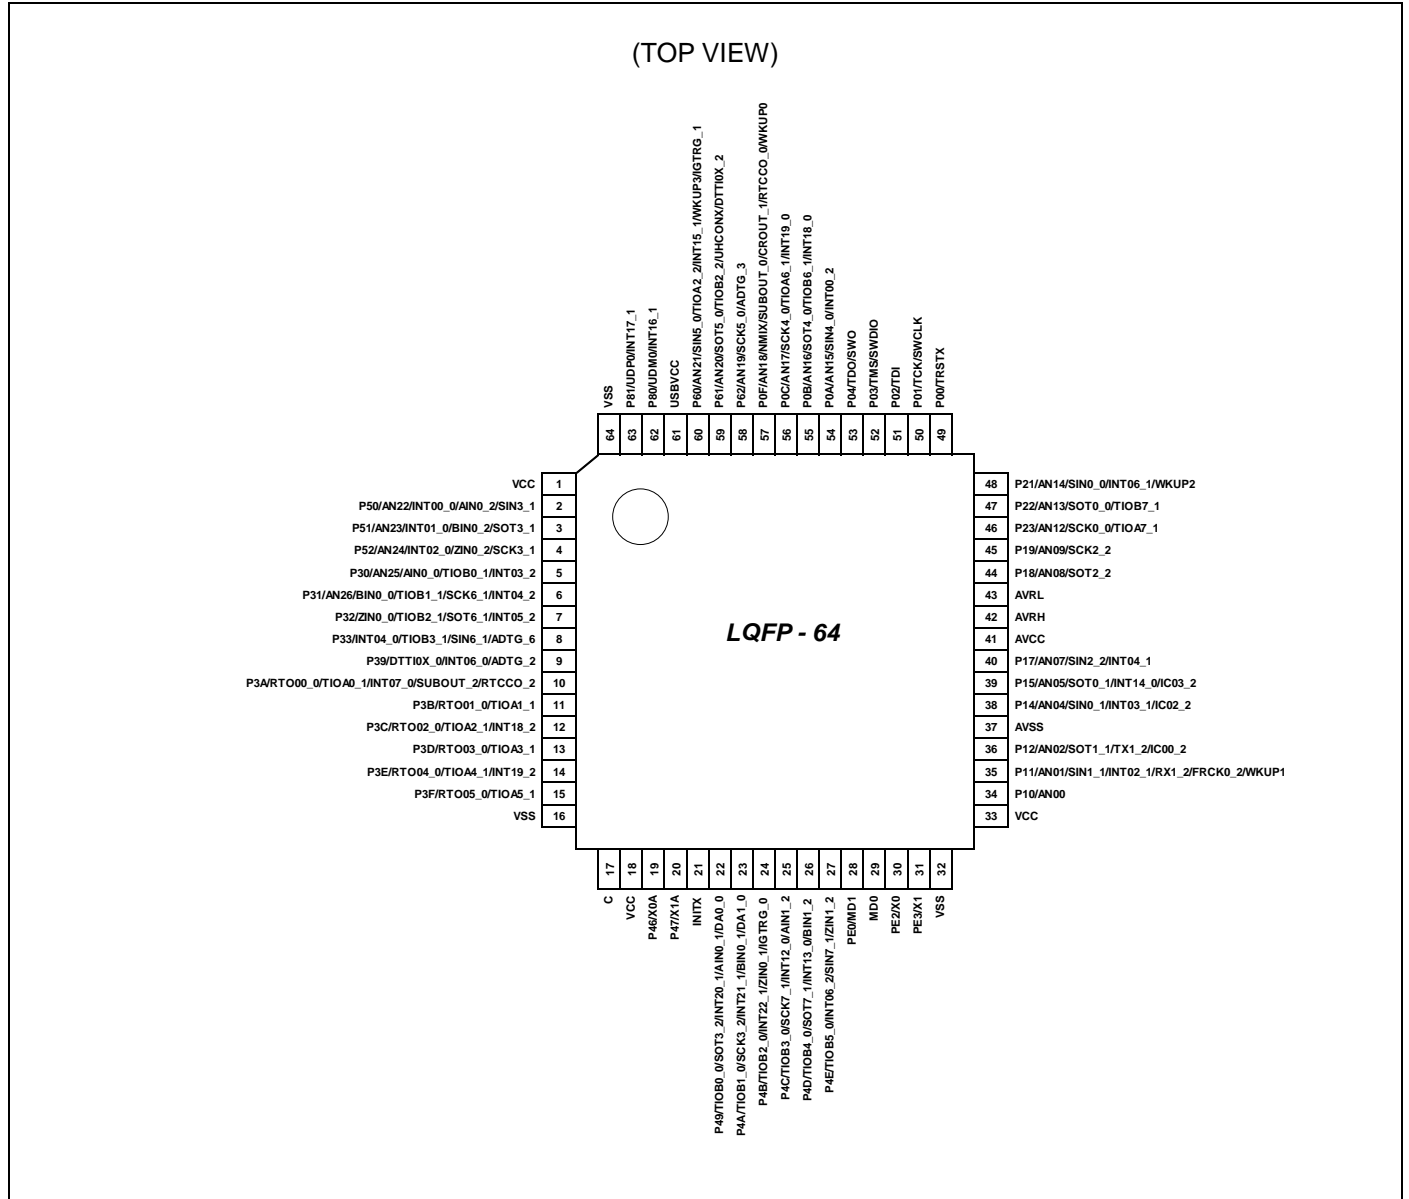 (TOP VIEW)
VSS
P81/UDP0/INT17_1
P80/UDM0/INT16_1
USBVCC
P60/AN21/SIN5_0/TIOA2_2/INT15_1/WKUP3/IGTRG_1
P61/AN20/SOT5_0/TIOB2_2/UHCONX/DTTI0X_2
P62/AN19/SCK5_0/ADTG_3
P0F/AN18/NMIX/SUBOUT_0/CROUT_1/RTCCO_0/WKUP0
P0C/AN17/SCK4_0/TIOA6_1/INT19_0
P0B/AN16/SOT4_0/TIOB6_1/INT18_0
P0A/AN15/SIN4_0/INT00_2
P04/TDO/SWO
P03/TMS/SWDIO
P02/TDI
P01/TCK/SWCLK
P00/TRSTX
64 63 62 61 60 59 58 57 56 55 54 53 52 51 50 49
VCC 1
P50/AN22/INT00_0/AIN0_2/SIN3_1 2
P51/AN23/INT01_0/BIN0_2/SOT3_1 3
P52/AN24/INT02_0/ZIN0_2/SCK3_1 4
P30/AN25/AIN0_0/TIOB0_1/INT03_2 5
P31/AN26/BIN0_0/TIOB1_1/SCK6_1/INT04_2 6
P32/ZIN0_0/TIOB2_1/SOT6_1/INT05_2 7
P33/INT04_0/TIOB3_1/SIN6_1/ADTG_6 8
P39/DTTI0X_0/INT06_0/ADTG_2 9
P3A/RTO00_0/TIOA0_1/INT07_0/SUBOUT_2/RTCCO_2 10
P3B/RTO01_0/TIOA1_1 11
P3C/RTO02_0/TIOA2_1/INT18_2 12
P3D/RTO03_0/TIOA3_1 13
P3E/RTO04_0/TIOA4_1/INT19_2 14
P3F/RTO05_0/TIOA5_1 15
VSS 16
LQFP - 64
48 P21/AN14/SIN0_0/INT06_1/WKUP2
47 P22/AN13/SOT0_0/TIOB7_1
46 P23/AN12/SCK0_0/TIOA7_1
45 P19/AN09/SCK2_2
44 P18/AN08/SOT2_2
43 AVRL
42 AVRH
41 AVCC
40 P17/AN07/SIN2_2/INT04_1
39 P15/AN05/SOT0_1/INT14_0/IC03_2
38 P14/AN04/SIN0_1/INT03_1/IC02_2
37 AVSS
36 P12/AN02/SOT1_1/TX1_2/IC00_2
35 P11/AN01/SIN1_1/INT02_1/RX1_2/FRCK0_2/WKUP1
34 P10/AN00
33 VCC
17 18 19 20 21 22 23 24 25 26 27 28 29 30 31 32
C
VCC
P46/X0A
P47/X1A
INITX
P49/TIOB0_0/SOT3_2/INT20_1/AIN0_1/DA0_0
P4A/TIOB1_0/SCK3_2/INT21_1/BIN0_1/DA1_0
P4B/TIOB2_0/INT22_1/ZIN0_1/IGTRG_0
P4C/TIOB3_0/SCK7_1/INT12_0/AIN1_2
P4D/TIOB4_0/SOT7_1/INT13_0/BIN1_2
P4E/TIOB5_0/INT06_2/SIN7_1/ZIN1_2
PE0/MD1
MD0
PE2/X0
PE3/X1
VSS